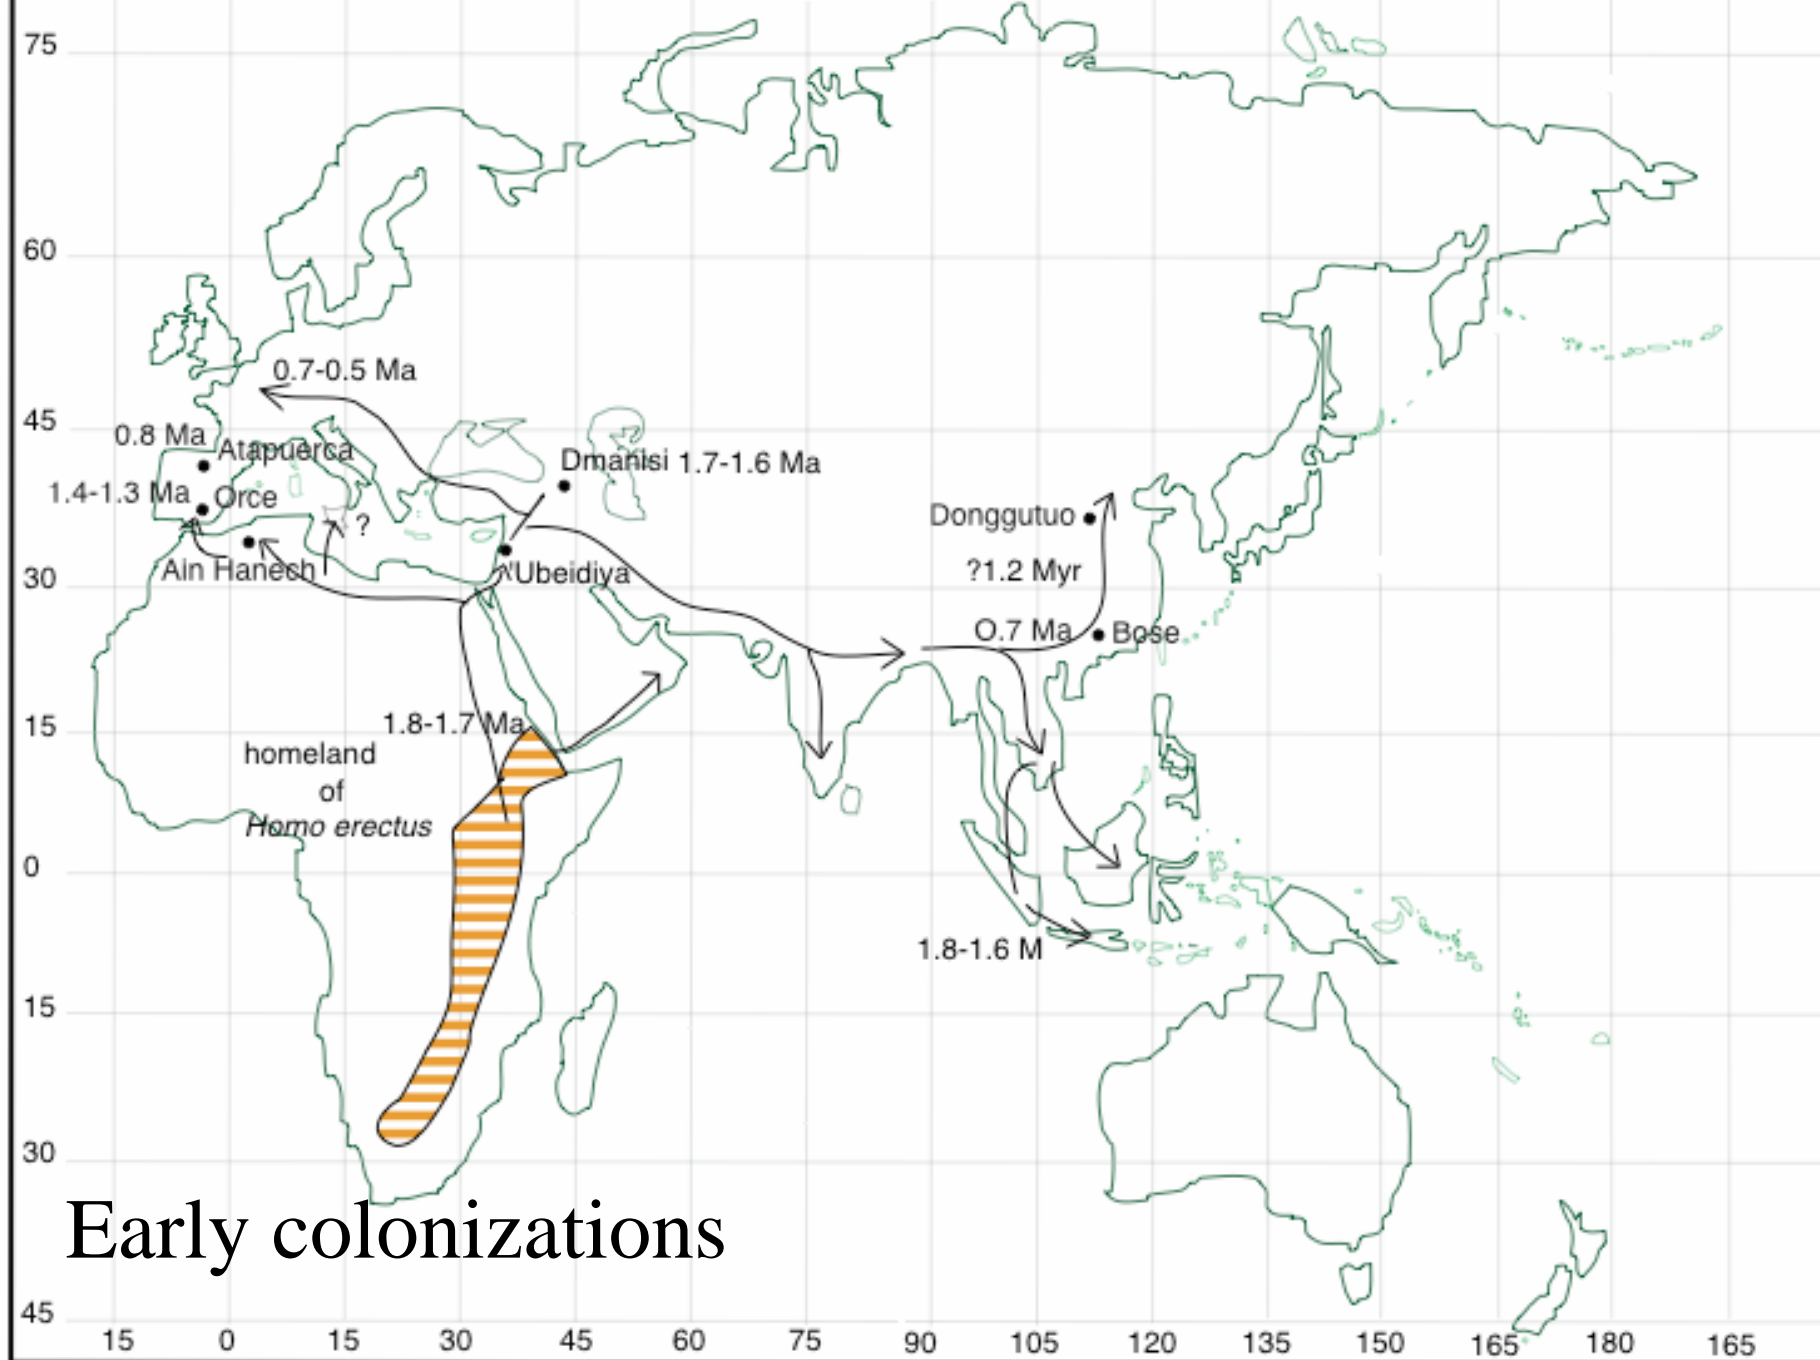 75
60
0.7-0.5 Ma
45
0.8 Ma
Atapuerca
Dmanisi 1.7-1.6 Ma
1.4-1.3 Ma
Orce
?
Donggutuo
Ain Hanech
'Ubeidiya
?1.2 Myr
30
O.7 Ma
Bose
1.8-1.7 Ma
15
homeland
of
Homo erectus
0
1.8-1.6 M
15
30
Early colonizations
45
15 0 15 30 45 60 75 90 105 120 135 150 165 180 165